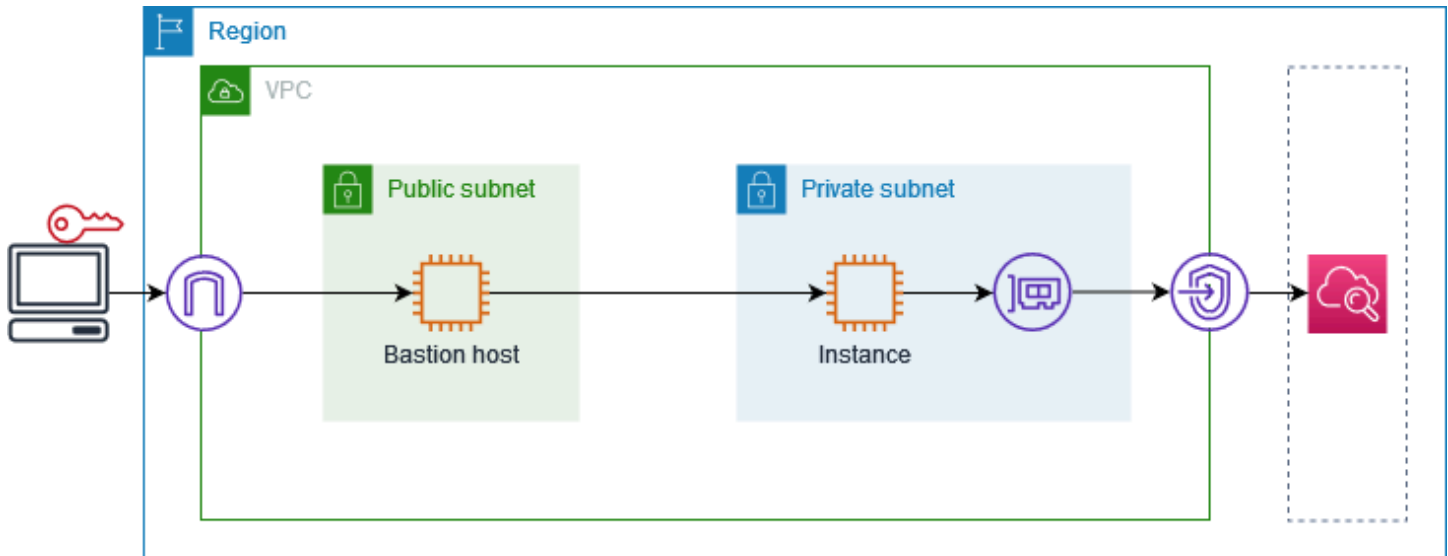 Region
VPC
Public subnet
Private subnet
Bastion host
Instance